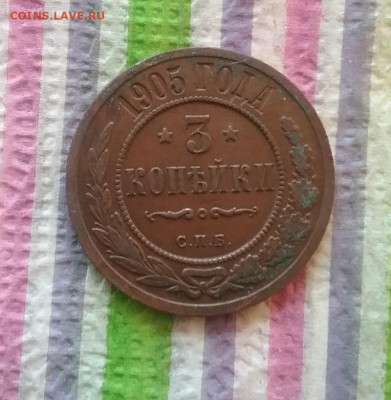 COINS.LAVE.RU
1905 ГОДА
★ 3 ★
КОПѢЙКИ
С.П.Б.